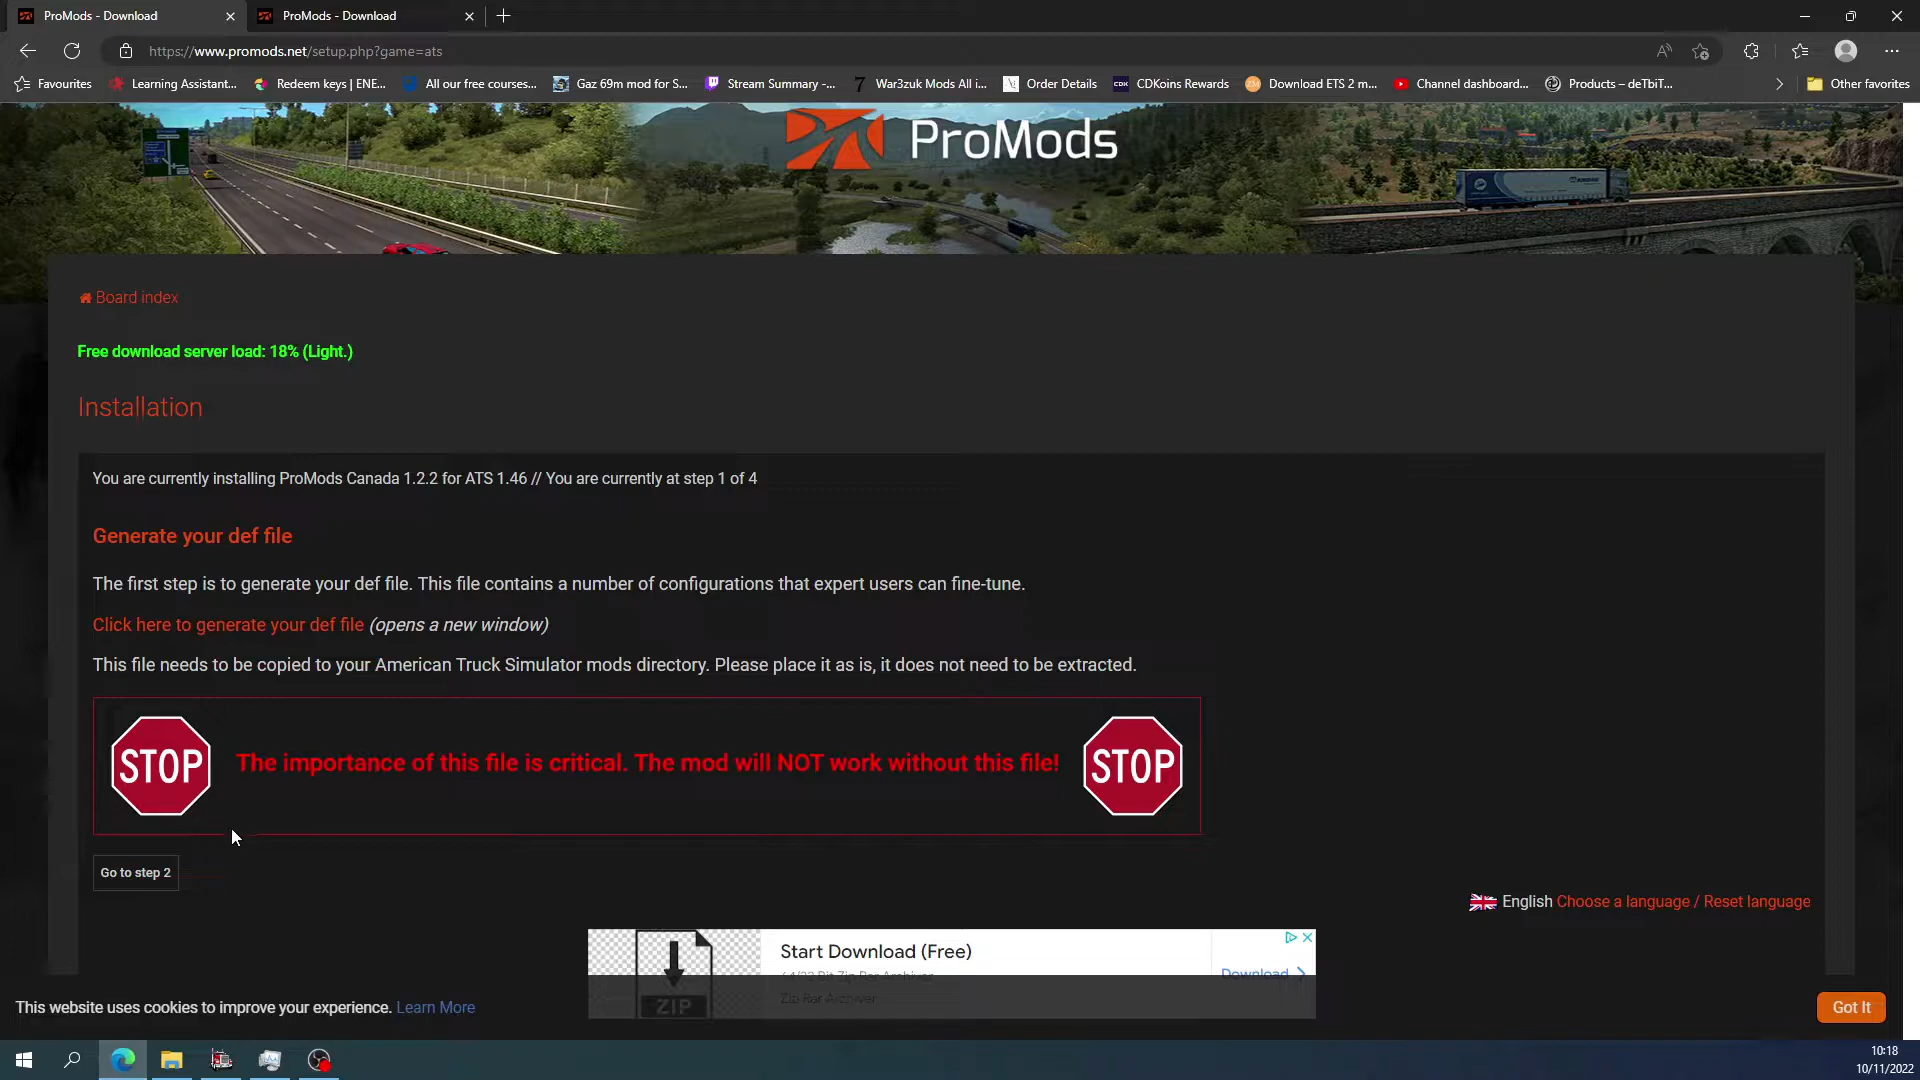 ProMods - Download
ProMods - Download
https://www.promods.net/setup.php?game=ats
Favourites
Learning Assistant...
Redeem keys | ENE...
All our free courses...
Gaz 69m mod for S...
Stream Summary -...
War3zuk Mods All i...
Order Details
CDKoins Rewards
Download ETS 2 m...
Channel dashboard...
Products – deTbiT...
Other favorites
ProMods
Board index
Free download server load: 18% (Light.)
Installation
You are currently installing ProMods Canada 1.2.2 for ATS 1.46 // You are currently at step 1 of 4
Generate your def file
The first step is to generate your def file. This file contains a number of configurations that expert users can fine-tune.
Click here to generate your def file (opens a new window)
This file needs to be copied to your American Truck Simulator mods directory. Please place it as is, it does not need to be extracted.
STOP
The importance of this file is critical. The mod will NOT work without this file!
STOP
Go to step 2
English Choose a language / Reset language
Start Download (Free)
Download
Zip Rar Archiver
ZIP
This website uses cookies to improve your experience. Learn More
Got It
10:18
10/11/2022